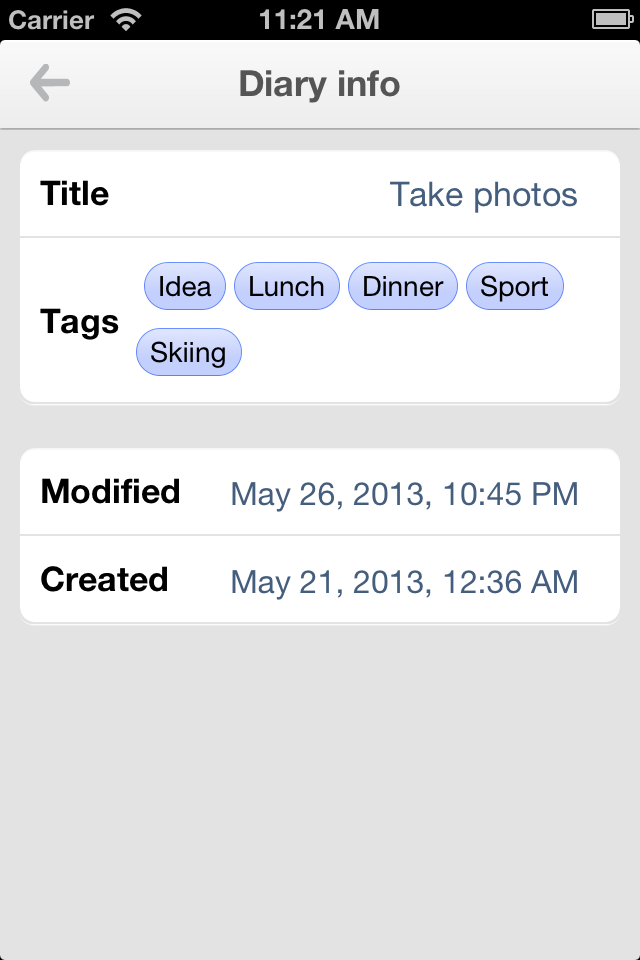 Carrier 11:21 AM
Diary info
Title Take photos
Idea Lunch Dinner Sport
Tags
Skiing
Modified May 26, 2013, 10:45 PM
Created May 21, 2013, 12:36 AM